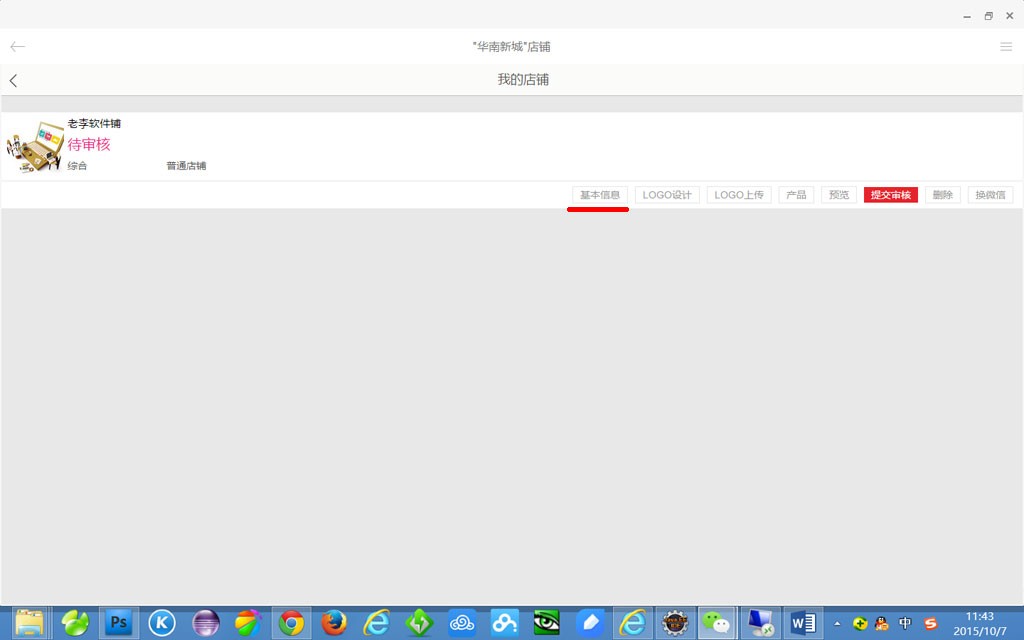 "华南新城"店铺
我的店铺
老李软件铺
待审核
综合 普通店铺
基本信息 LOGO设计 LOGO上传 产品 预览 提交审核 删除 换微信
Ps K W 中 S 11:43
2015/10/7